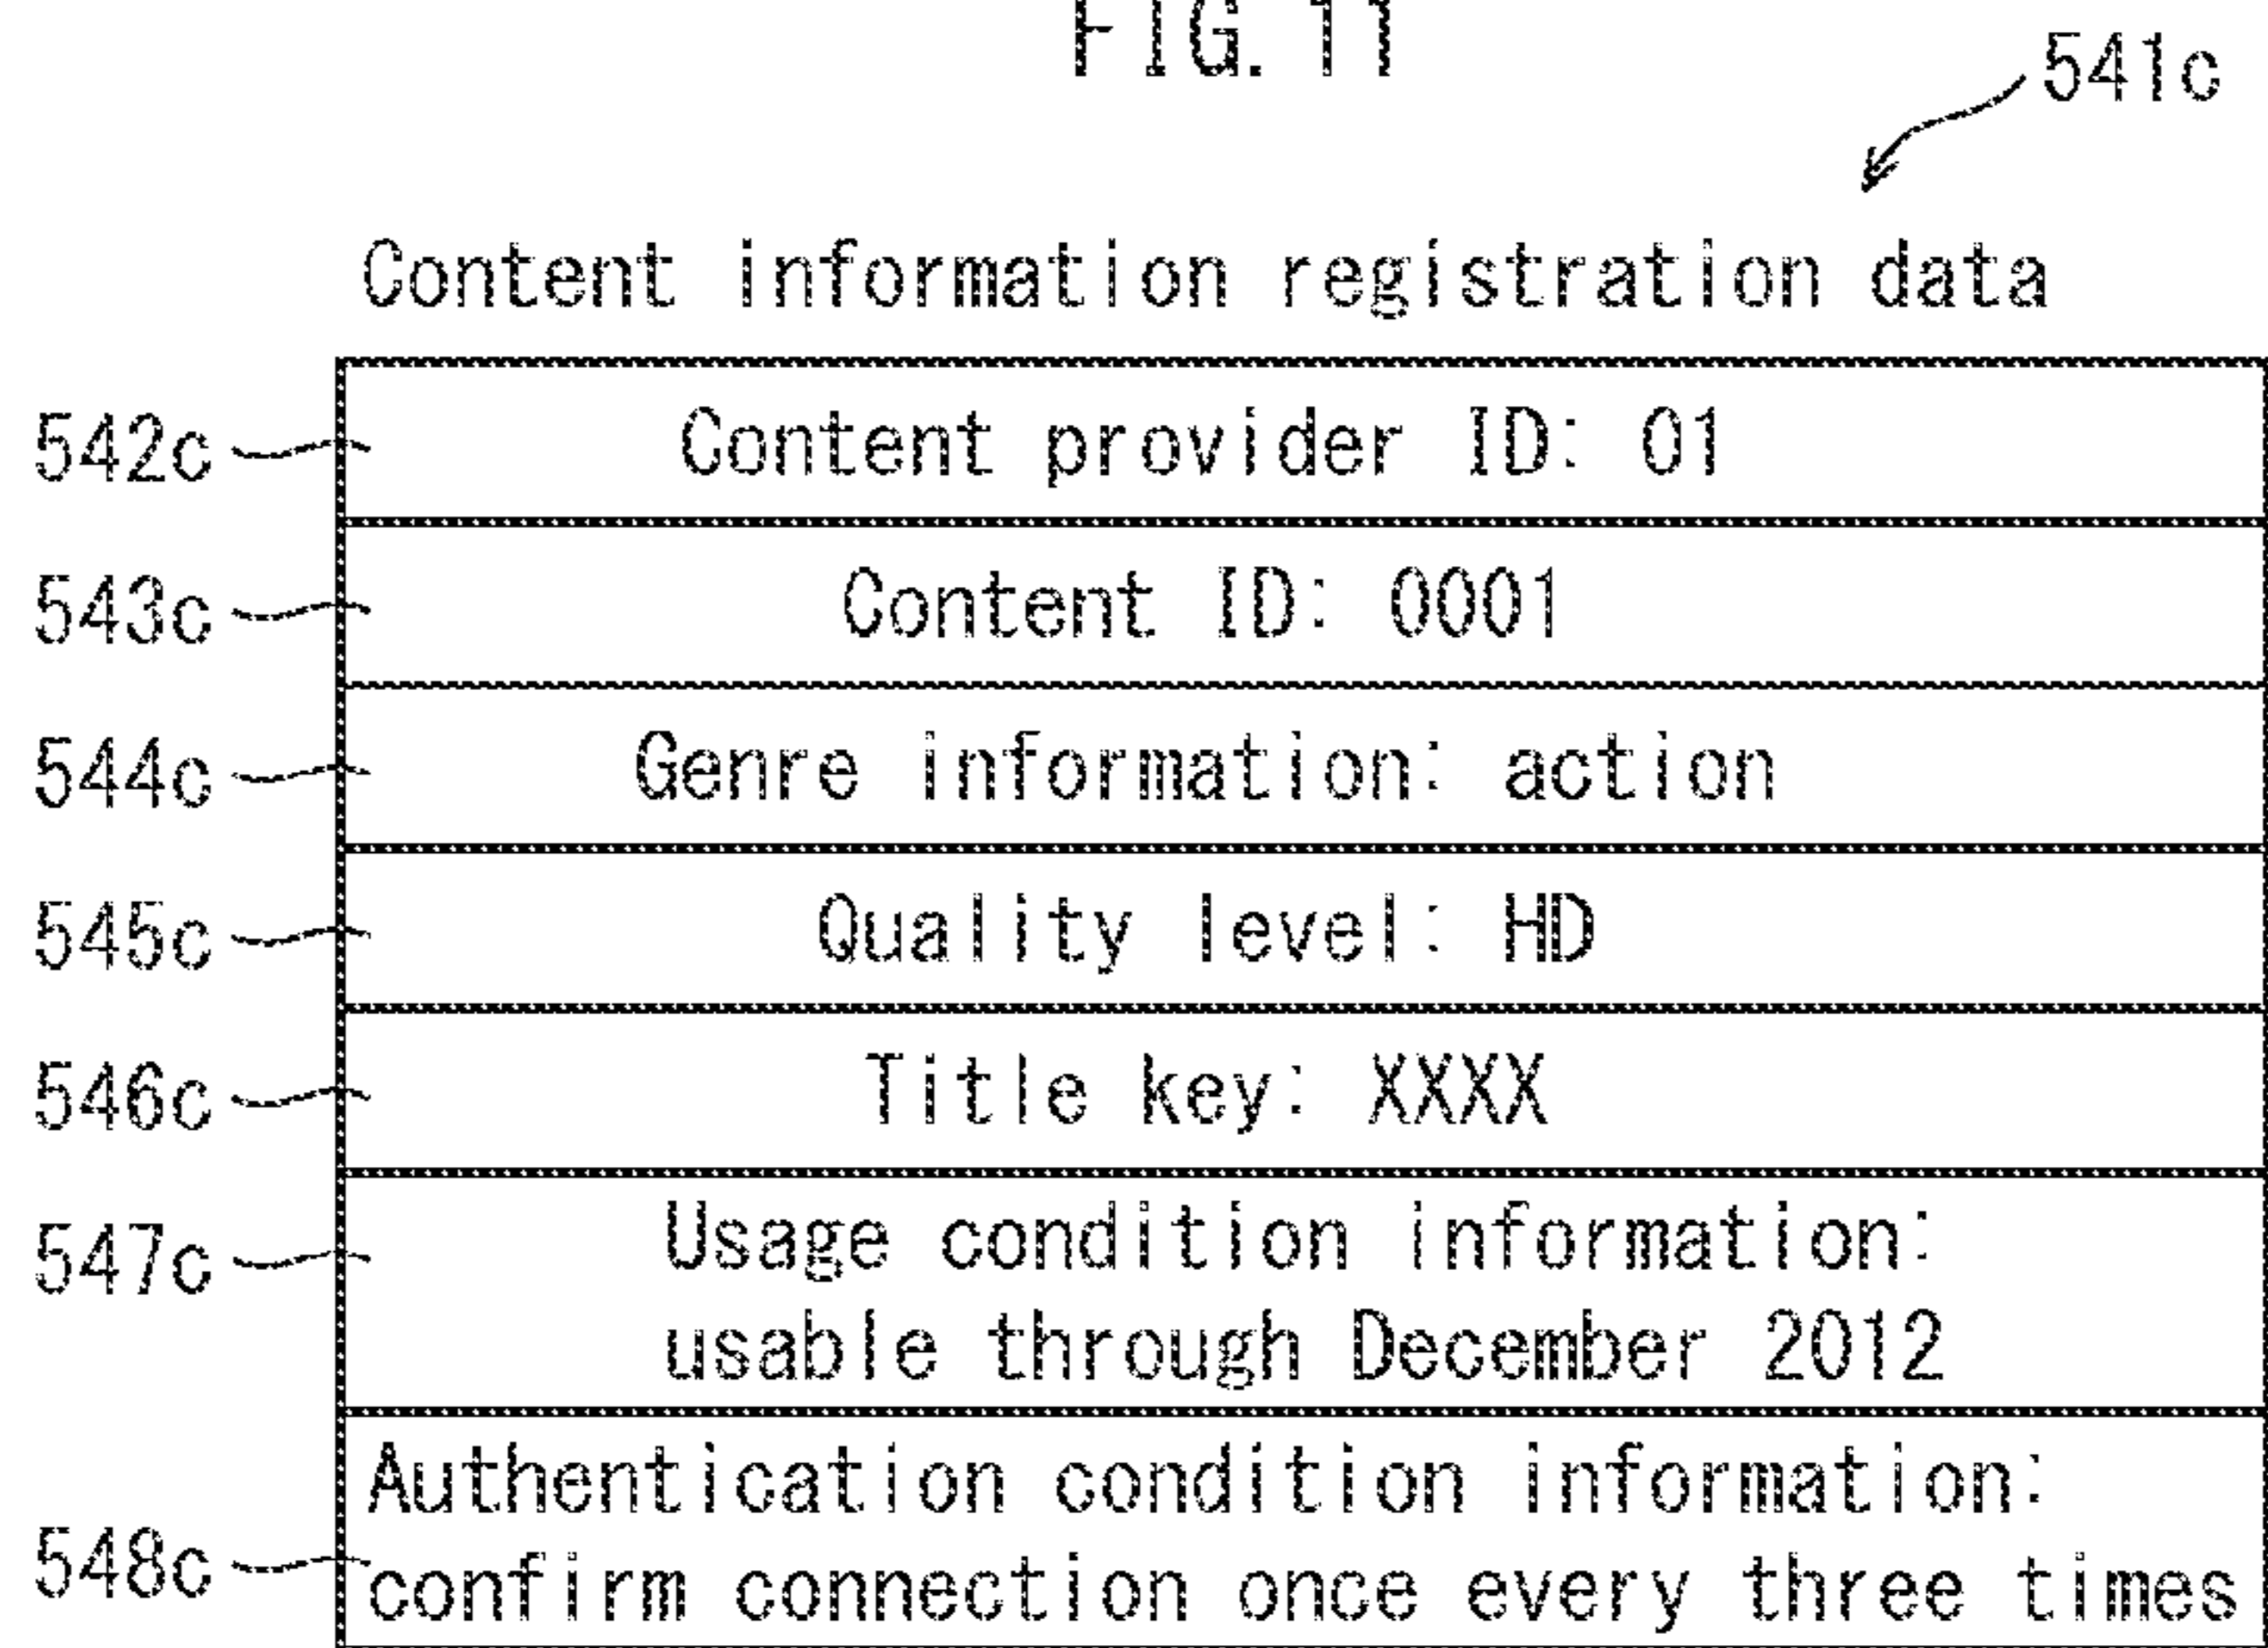 FIG. 11
541c
Content information registration data
542c Content provider ID: 01
543c Content ID: 0001
544c Genre information: action
545c Quality level: HD
546c Title key: XXXX
547c Usage condition information:
usable through December 2012
Authentication condition information:
548c confirm connection once every three times